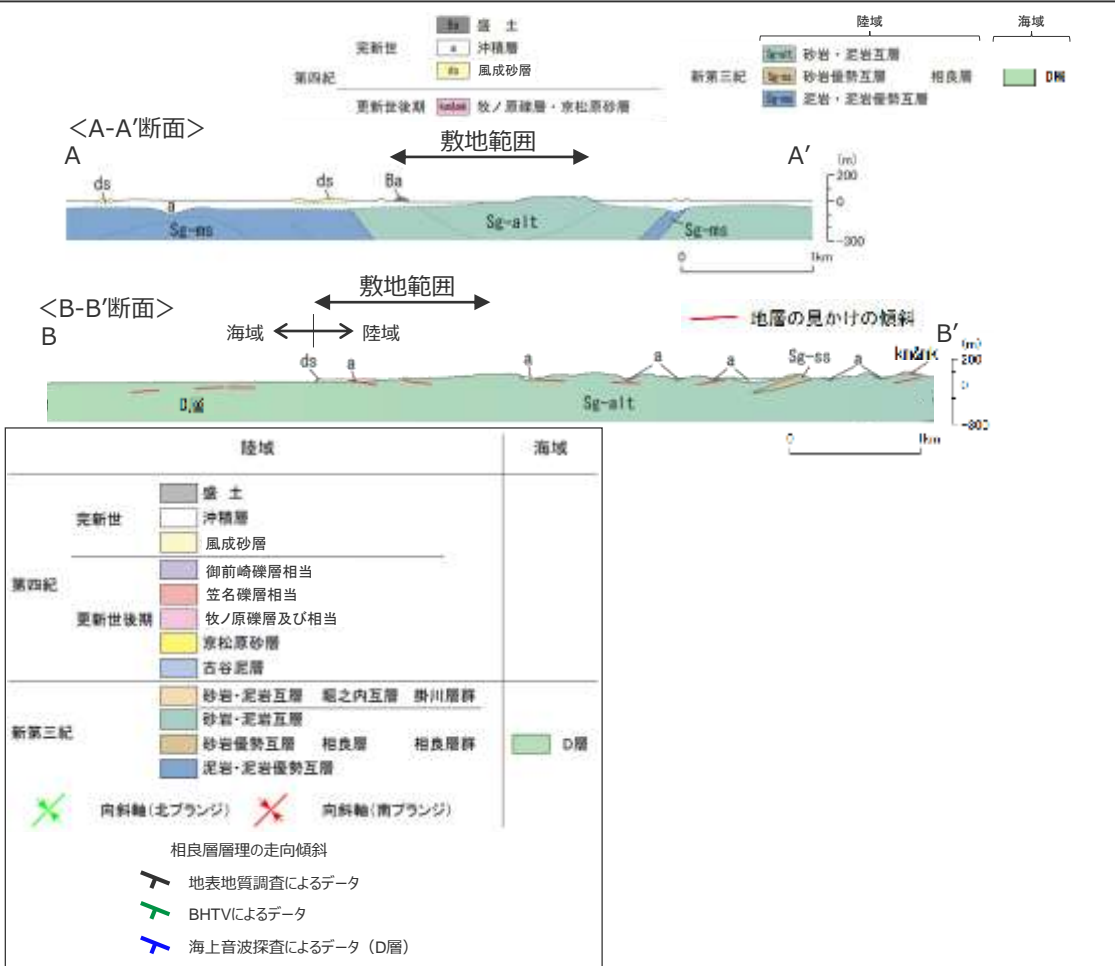 陸域 海域
Ba 盛 土
完新世 a 沖積層
第四紀 ds 風成砂層
更新世後期 牧ノ原礫層・京松原砂層
Sg-alt 砂岩・泥岩互層
新第三紀 Sg-ss 砂岩優勢互層 相良層 D層
Sg-ms 泥岩・泥岩優勢互層
<A-A′断面>
敷地範囲
A A′
(m)
200
0
-300
ds ds Ba
a
Sg-ms Sg-alt Sg-ms
0 1km
<B-B′断面>
敷地範囲
B B′
海域 陸域
地層の見かけの傾斜
ds a a a a Sg-ss a km&mk
(m)
200
0
-300
D層 Sg-alt
0 1km
陸域 海域
盛 土
完新世 沖積層
風成砂層
第四紀 御前崎礫層相当
笠名礫層相当
更新世後期 牧ノ原礫層及び相当
京松原砂層
古谷泥層
砂岩・泥岩互層 堀之内互層 掛川層群
新第三紀 砂岩・泥岩互層
砂岩優勢互層 相良層 相良層群 D層
泥岩・泥岩優勢互層
向斜軸(北プランジ) 向斜軸(南プランジ)
相良層層理の走向傾斜
地表地質調査によるデータ
BHTVによるデータ
海上音波探査によるデータ(D層)